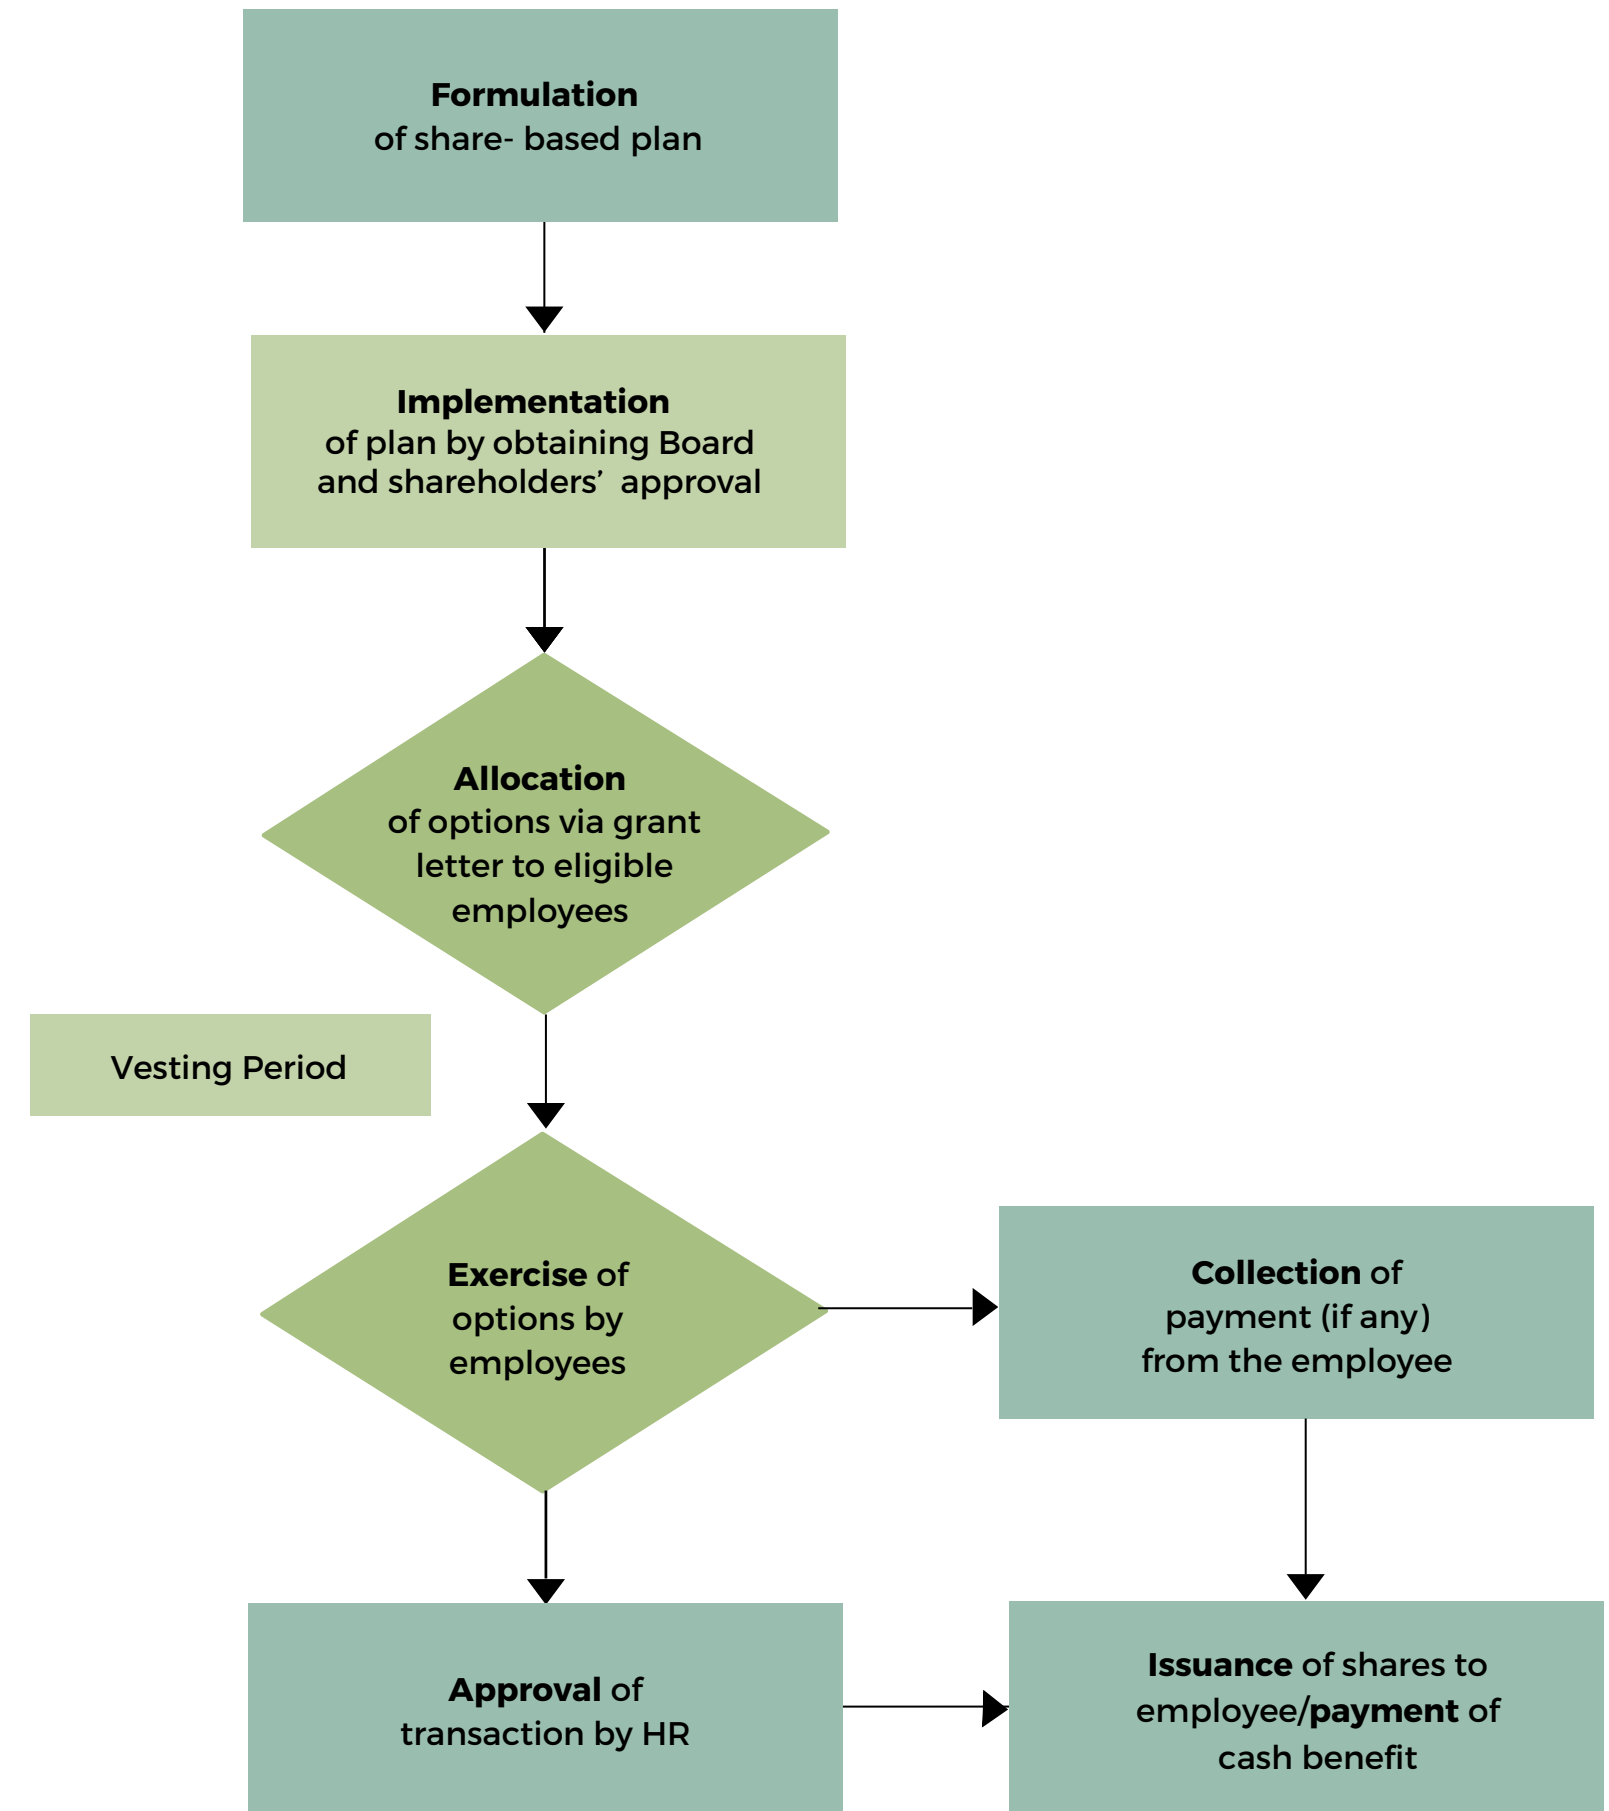 Formulation
of share- based plan
Implementation
of plan by obtaining Board
and shareholders’ approval
Allocation
of options via grant
letter to eligible
employees
Vesting Period
Exercise of
options by
employees
Collection of
payment (if any)
from the employee
Approval of
transaction by HR
Issuance of shares to
employee/payment of
cash benefit